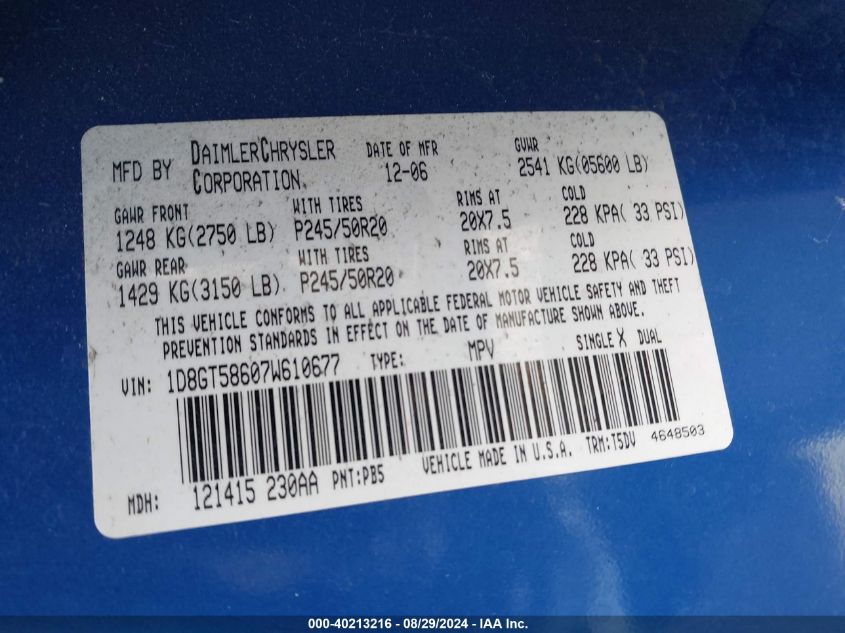 MFD BY DAIMLERCHRYSLER CORPORATION. DATE OF MFR 12-06 GVWR 2541 KG(05600 LB)
GAWR FRONT WITH TIRES RIMS AT COLD
1248 KG(2750 LB) P245/50R20 20X7.5 228 KPA( 33 PSI)
GAWR REAR WITH TIRES RIMS AT COLD
1429 KG(3150 LB) P245/50R20 20X7.5 228 KPA( 33 PSI)
THIS VEHICLE CONFORMS TO ALL APPLICABLE FEDERAL MOTOR VEHICLE SAFETY AND THEFT
PREVENTION STANDARDS IN EFFECT ON THE DATE OF MANUFACTURE SHOWN ABOVE.
VIN: 1D8GT58607W610677 TYPE: MPV SINGLE X DUAL
MDH: 121415 230AA PNT:PB5 VEHICLE MADE IN U.S.A. TRM:T5DV 4648503
000-40213216 - 08/29/2024 - IAAI Inc.